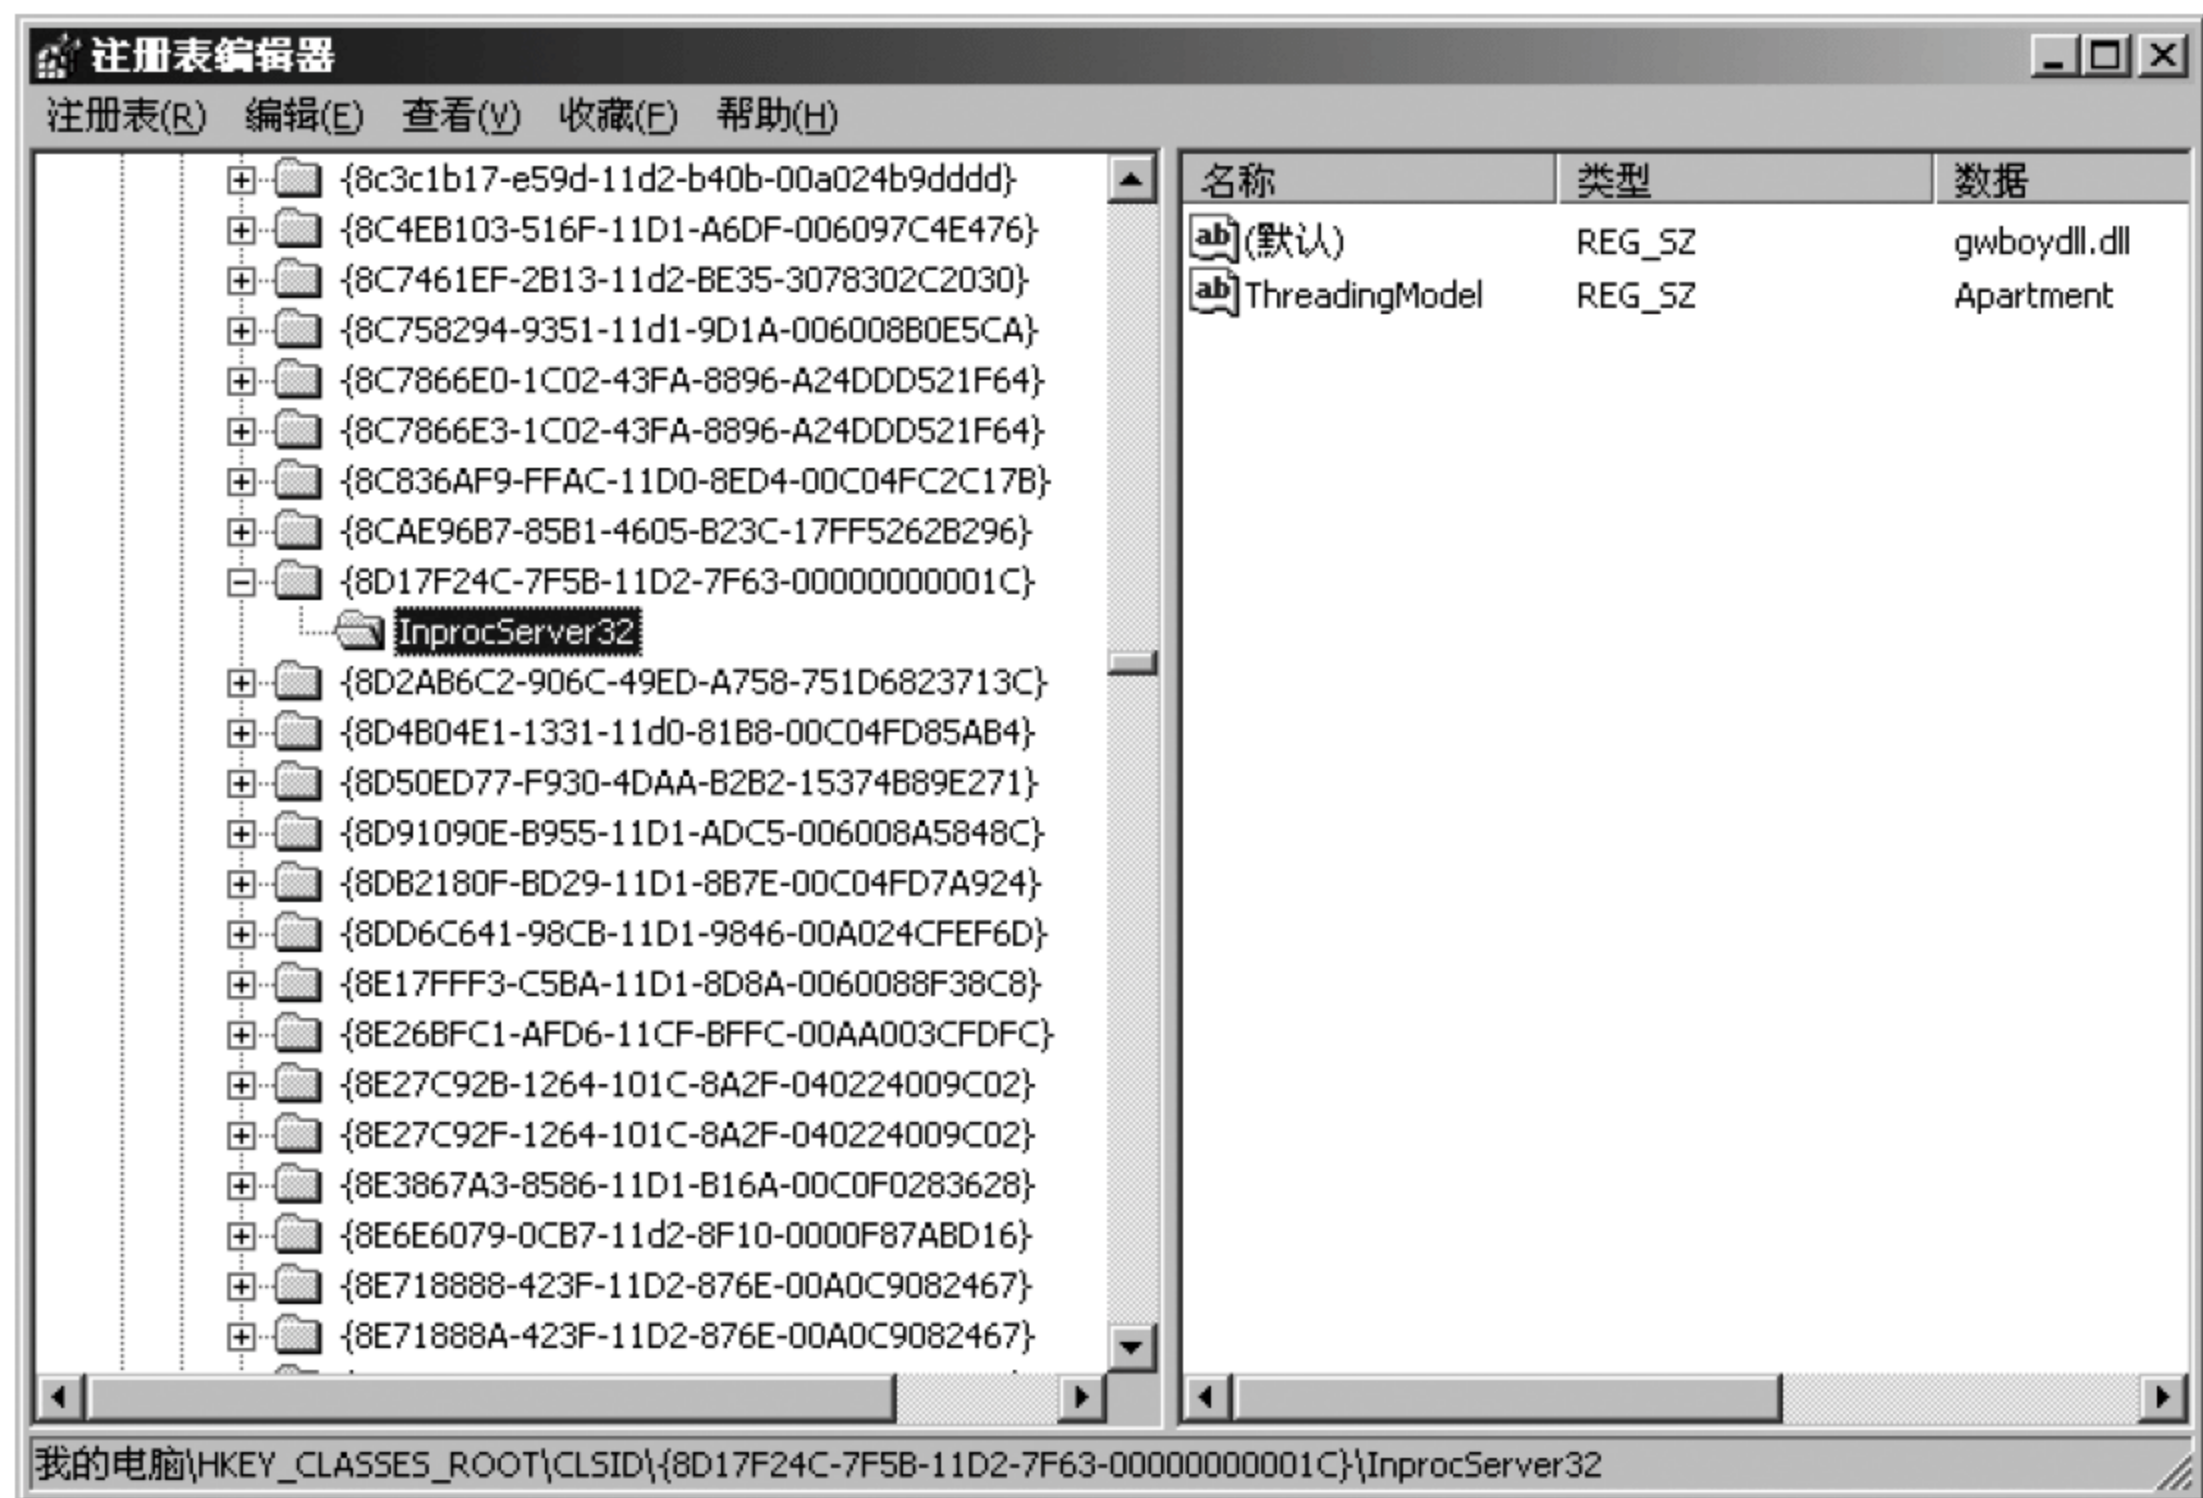 注册表编辑器
注册表(R) 编辑(E) 查看(V) 收藏(F) 帮助(H)
{8c3c1b17-e59d-11d2-b40b-00a024b9dddd}
{8C4EB103-516F-11D1-A6DF-006097C4E476}
{8C7461EF-2B13-11d2-BE35-3078302C2030}
{8C758294-9351-11d1-9D1A-006008B0E5CA}
{8C7866E0-1C02-43FA-8896-A24DDD521F64}
{8C7866E3-1C02-43FA-8896-A24DDD521F64}
{8C836AF9-FFAC-11D0-8ED4-00C04FC2C17B}
{8CAE96B7-85B1-4605-B23C-17FF5262B296}
{8D17F24C-7F5B-11D2-7F63-00000000001C}
InprocServer32
{8D2AB6C2-906C-49ED-A758-751D6823713C}
{8D4B04E1-1331-11d0-81B8-00C04FD85AB4}
{8D50ED77-F930-4DAA-B2B2-15374B89E271}
{8D91090E-B955-11D1-ADC5-006008A5848C}
{8DB2180F-BD29-11D1-8B7E-00C04FD7A924}
{8DD6C641-98CB-11D1-9846-00A024CFEF6D}
{8E17FFF3-C5BA-11D1-8D8A-0060088F38C8}
{8E26BFC1-AFD6-11CF-BFFC-00AA003CFDFC}
{8E27C92B-1264-101C-8A2F-040224009C02}
{8E27C92F-1264-101C-8A2F-040224009C02}
{8E3867A3-8586-11D1-B16A-00C0F0283628}
{8E6E6079-0CB7-11d2-8F10-0000F87ABD16}
{8E718888-423F-11D2-876E-00A0C9082467}
{8E71888A-423F-11D2-876E-00A0C9082467}
名称 类型 数据
(默认) REG_SZ gwboydll.dll
ThreadingModel REG_SZ Apartment
我的电脑\HKEY_CLASSES_ROOT\CLSID\{8D17F24C-7F5B-11D2-7F63-00000000001C}\InprocServer32